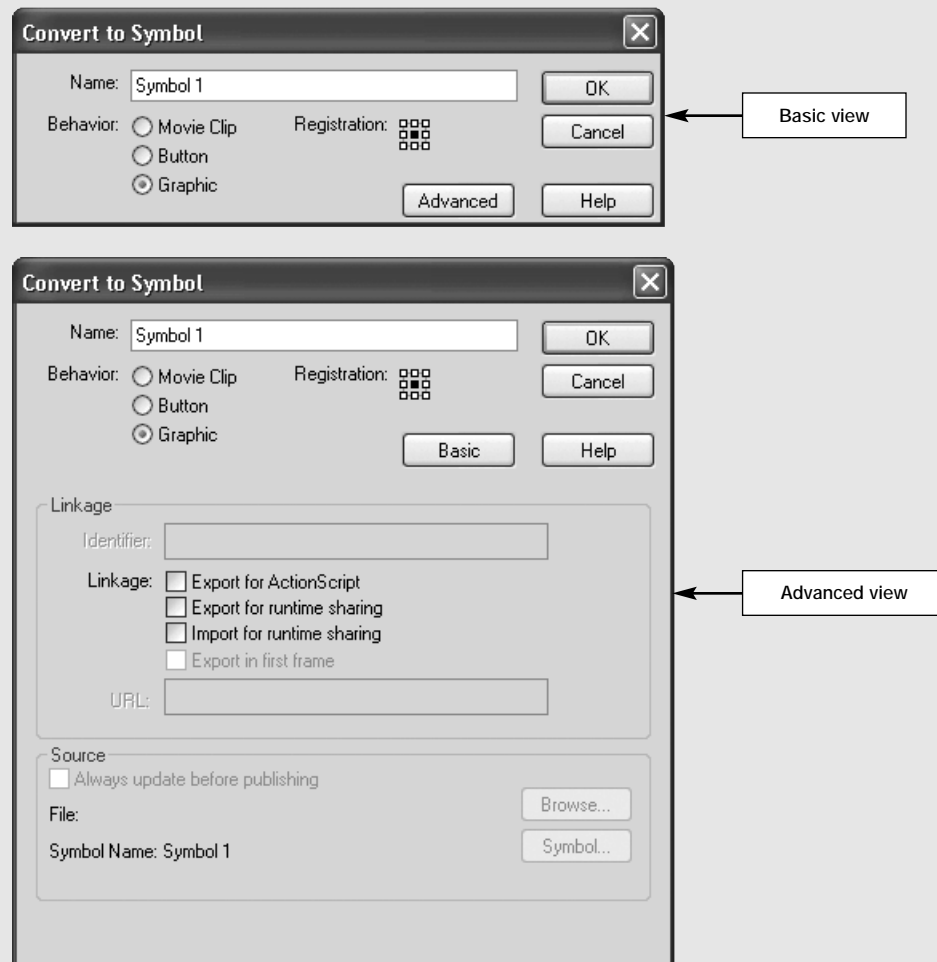 Convert to Symbol
Name: Symbol 1
OK
Behavior: Movie Clip
Registration:
Cancel
Basic view
Button
Graphic
Advanced
Help
Convert to Symbol
Name: Symbol 1
OK
Behavior: Movie Clip
Registration:
Cancel
Button
Graphic
Basic
Help
Linkage
Identifier:
Linkage: Export for ActionScript
Export for runtime sharing
Import for runtime sharing
Export in first frame
URL:
Advanced view
Source
Always update before publishing
File:
Browse...
Symbol Name: Symbol 1
Symbol...